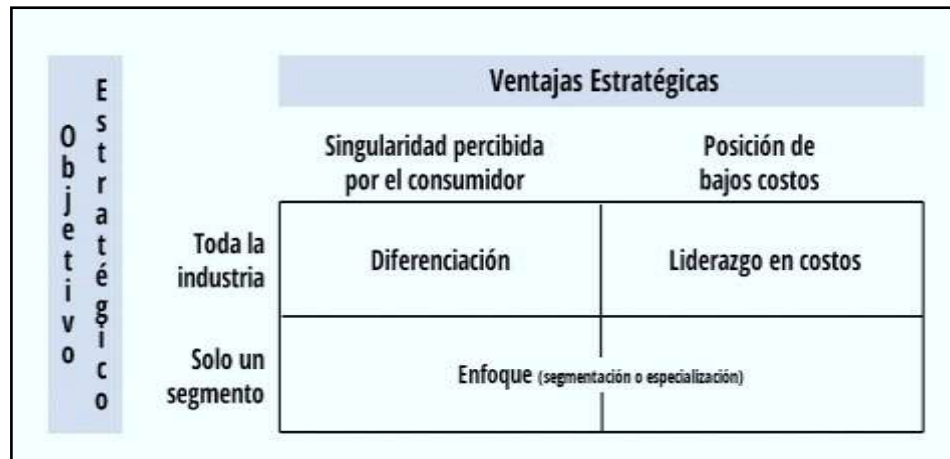 Objetivo
Estratégico
Ventajas Estratégicas
Singularidad percibida
por el consumidor
Posición de
bajos costos
Toda la
industria
Diferenciación
Liderazgo en costos
Solo un
segmento
Enfoque (segmentación o especialización)